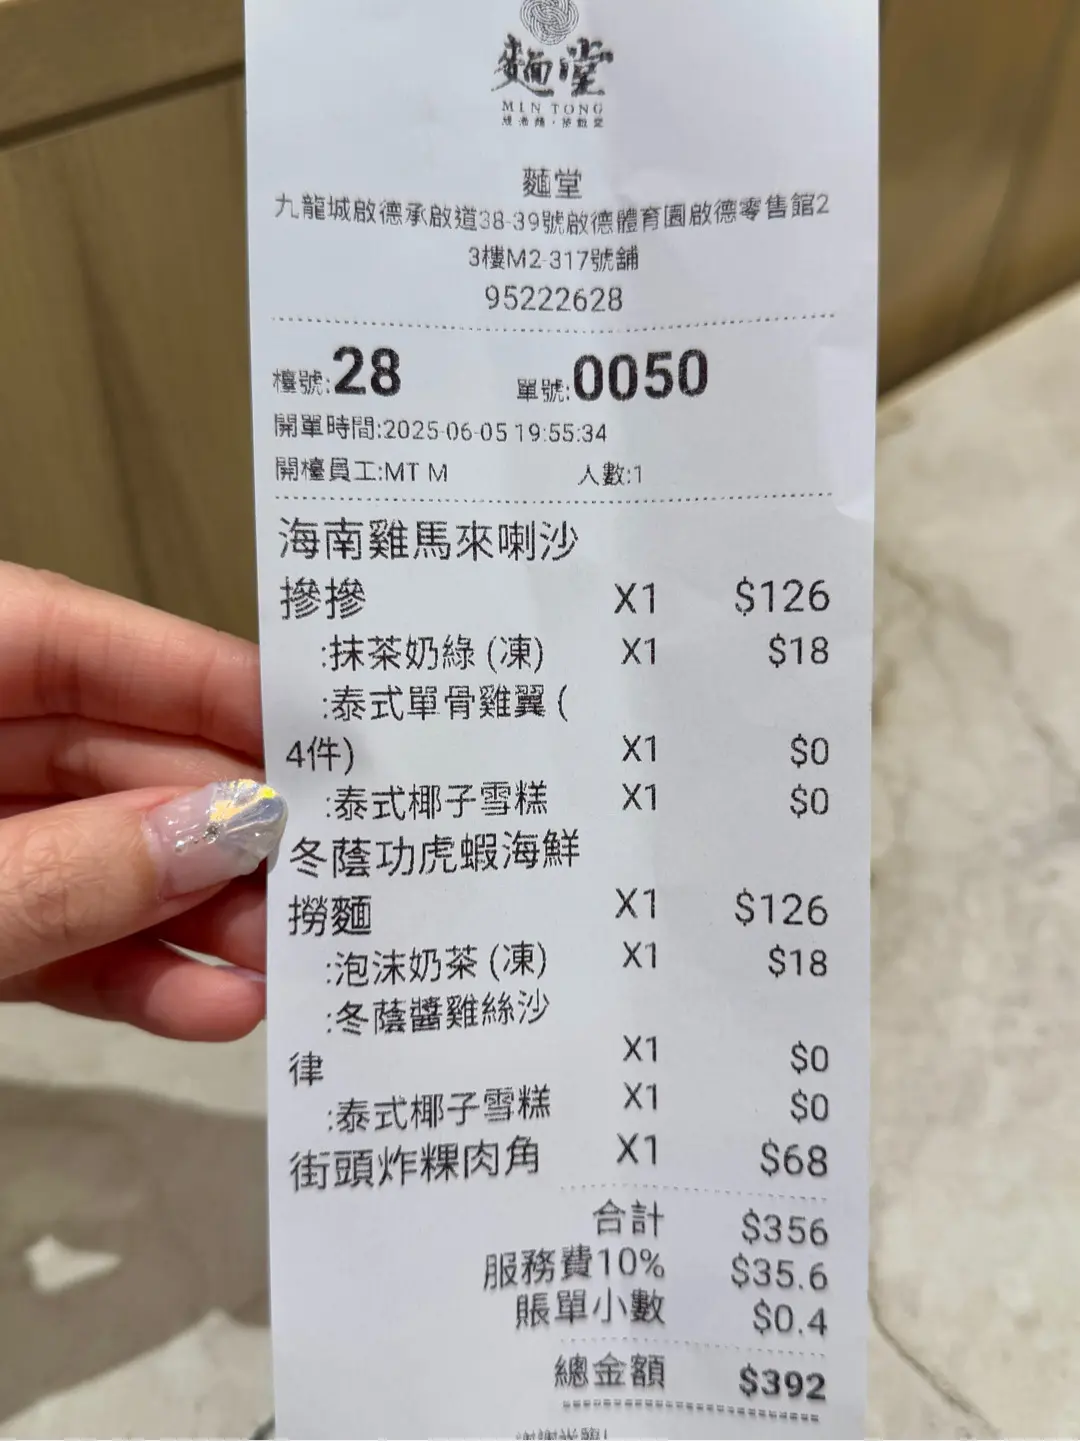 麵堂
MIN TONG
麵堂
九龍城啟德承啟道38-39號啟德體育園啟德零售館2
3樓M2-317號舖
95222628
檯號:28 單號:0050
開單時間:2025-06-05 19:55:34
開檯員工:MT M 人數:1
海南雞馬來喇沙
摻摻 X1 $126
:抹茶奶綠 (凍) X1 $18
:泰式單骨雞翼 (
4件) X1 $0
:泰式椰子雪糕 X1 $0
冬蔭功虎蝦海鮮
撈麵 X1 $126
:泡沫奶茶 (凍) X1 $18
:冬蔭醬雞絲沙
律 X1 $0
:泰式椰子雪糕 X1 $0
街頭炸粿肉角 X1 $68
合計 $356
服務費10% $35.6
賬單小數 $0.4
總金額 $392